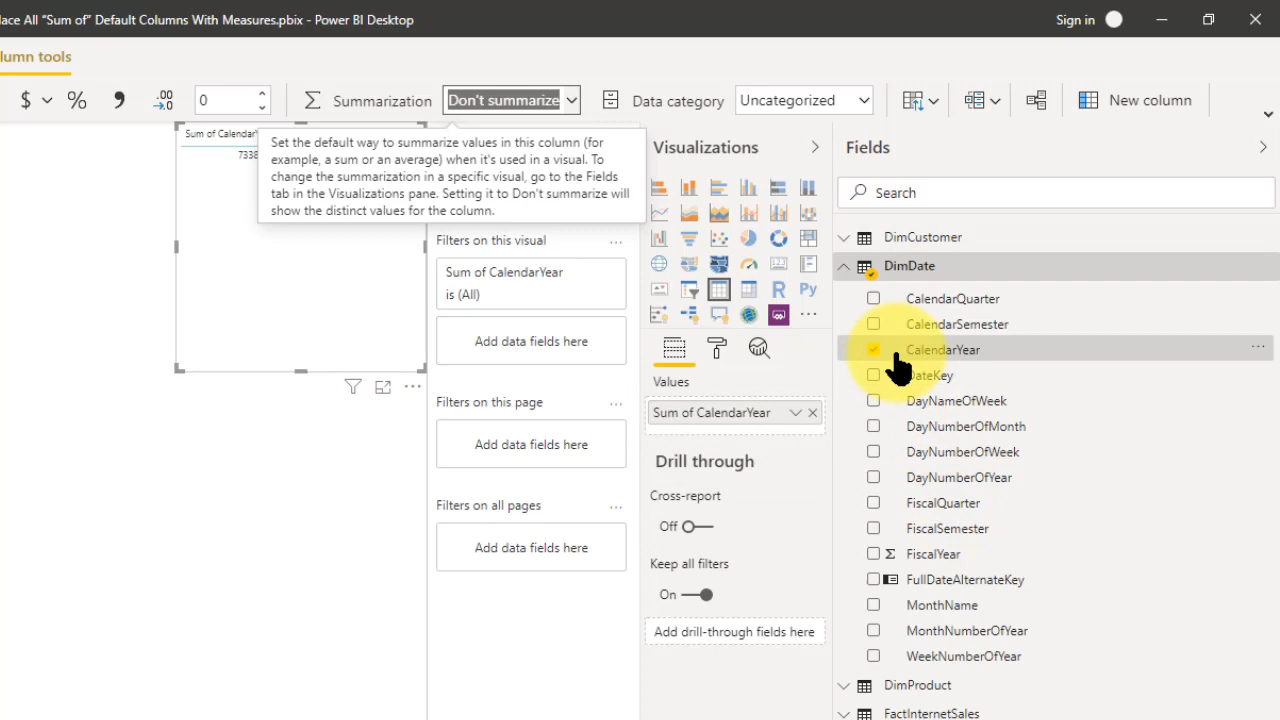 lace All “Sum of” Default Columns With Measures.pbix - Power BI Desktop
Sign in
lumn tools
$ % .00 0
Summarization Don't summarize
Data category Uncategorized
New column
Sum of CalendarY
7338
Set the default way to summarize values in this column (for
example, a sum or an average) when it's used in a visual. To
change the summarization in a specific visual, go to the Fields
tab in the Visualizations pane. Setting it to Don't summarize will
show the distinct values for the column.
Filters on this visual
...
Sum of CalendarYear
is (All)
Add data fields here
Filters on this page
...
Add data fields here
Filters on all pages
...
Add data fields here
Visualizations
R Py
...
Values
Sum of CalendarYear
Drill through
Cross-report
Off
Keep all filters
On
Add drill-through fields here
Fields
Search
DimCustomer
DimDate
CalendarQuarter
CalendarSemester
CalendarYear
DateKey
DayNameOfWeek
DayNumberOfMonth
DayNumberOfWeek
DayNumberOfYear
FiscalQuarter
FiscalSemester
Σ FiscalYear
FullDateAlternateKey
MonthName
MonthNumberOfYear
WeekNumberOfYear
DimProduct
FactInternetSales